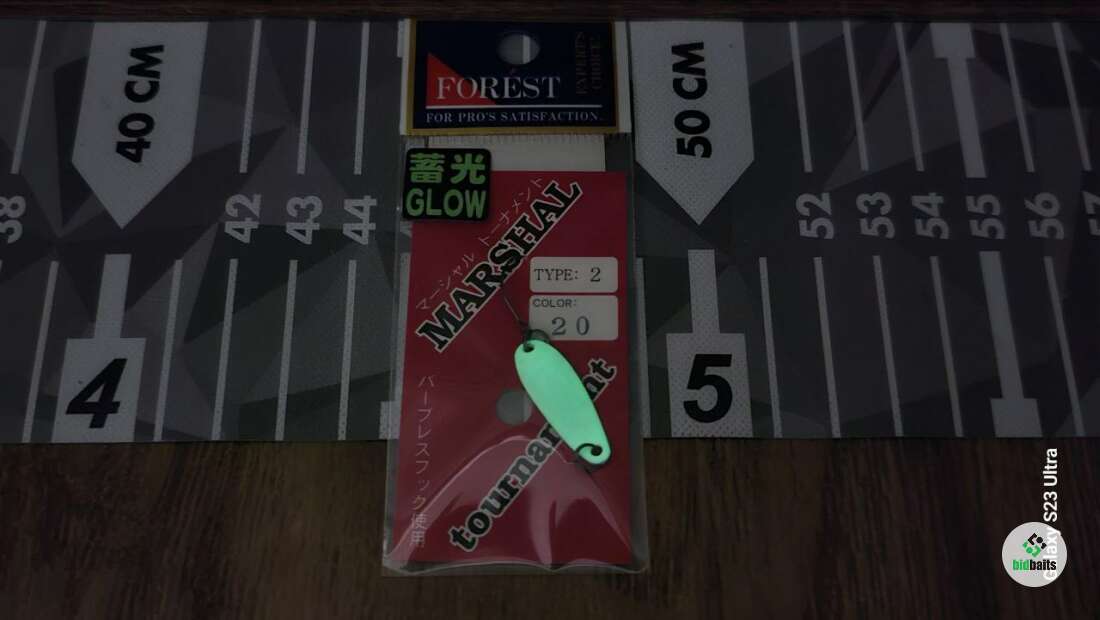 40 CM
50 CM
38
42
43
44
52
53
54
55
56
57
4
5
FOREST
EXPERT'S
CHOICE.
FOR PRO'S SATISFACTION.
蓄光
GLOW
マーシャル トーナメント
MARSHAL
TYPE: 2
COLOR:
20
バーブレスフック使用
Galaxy S23 Ultra
bidbaits